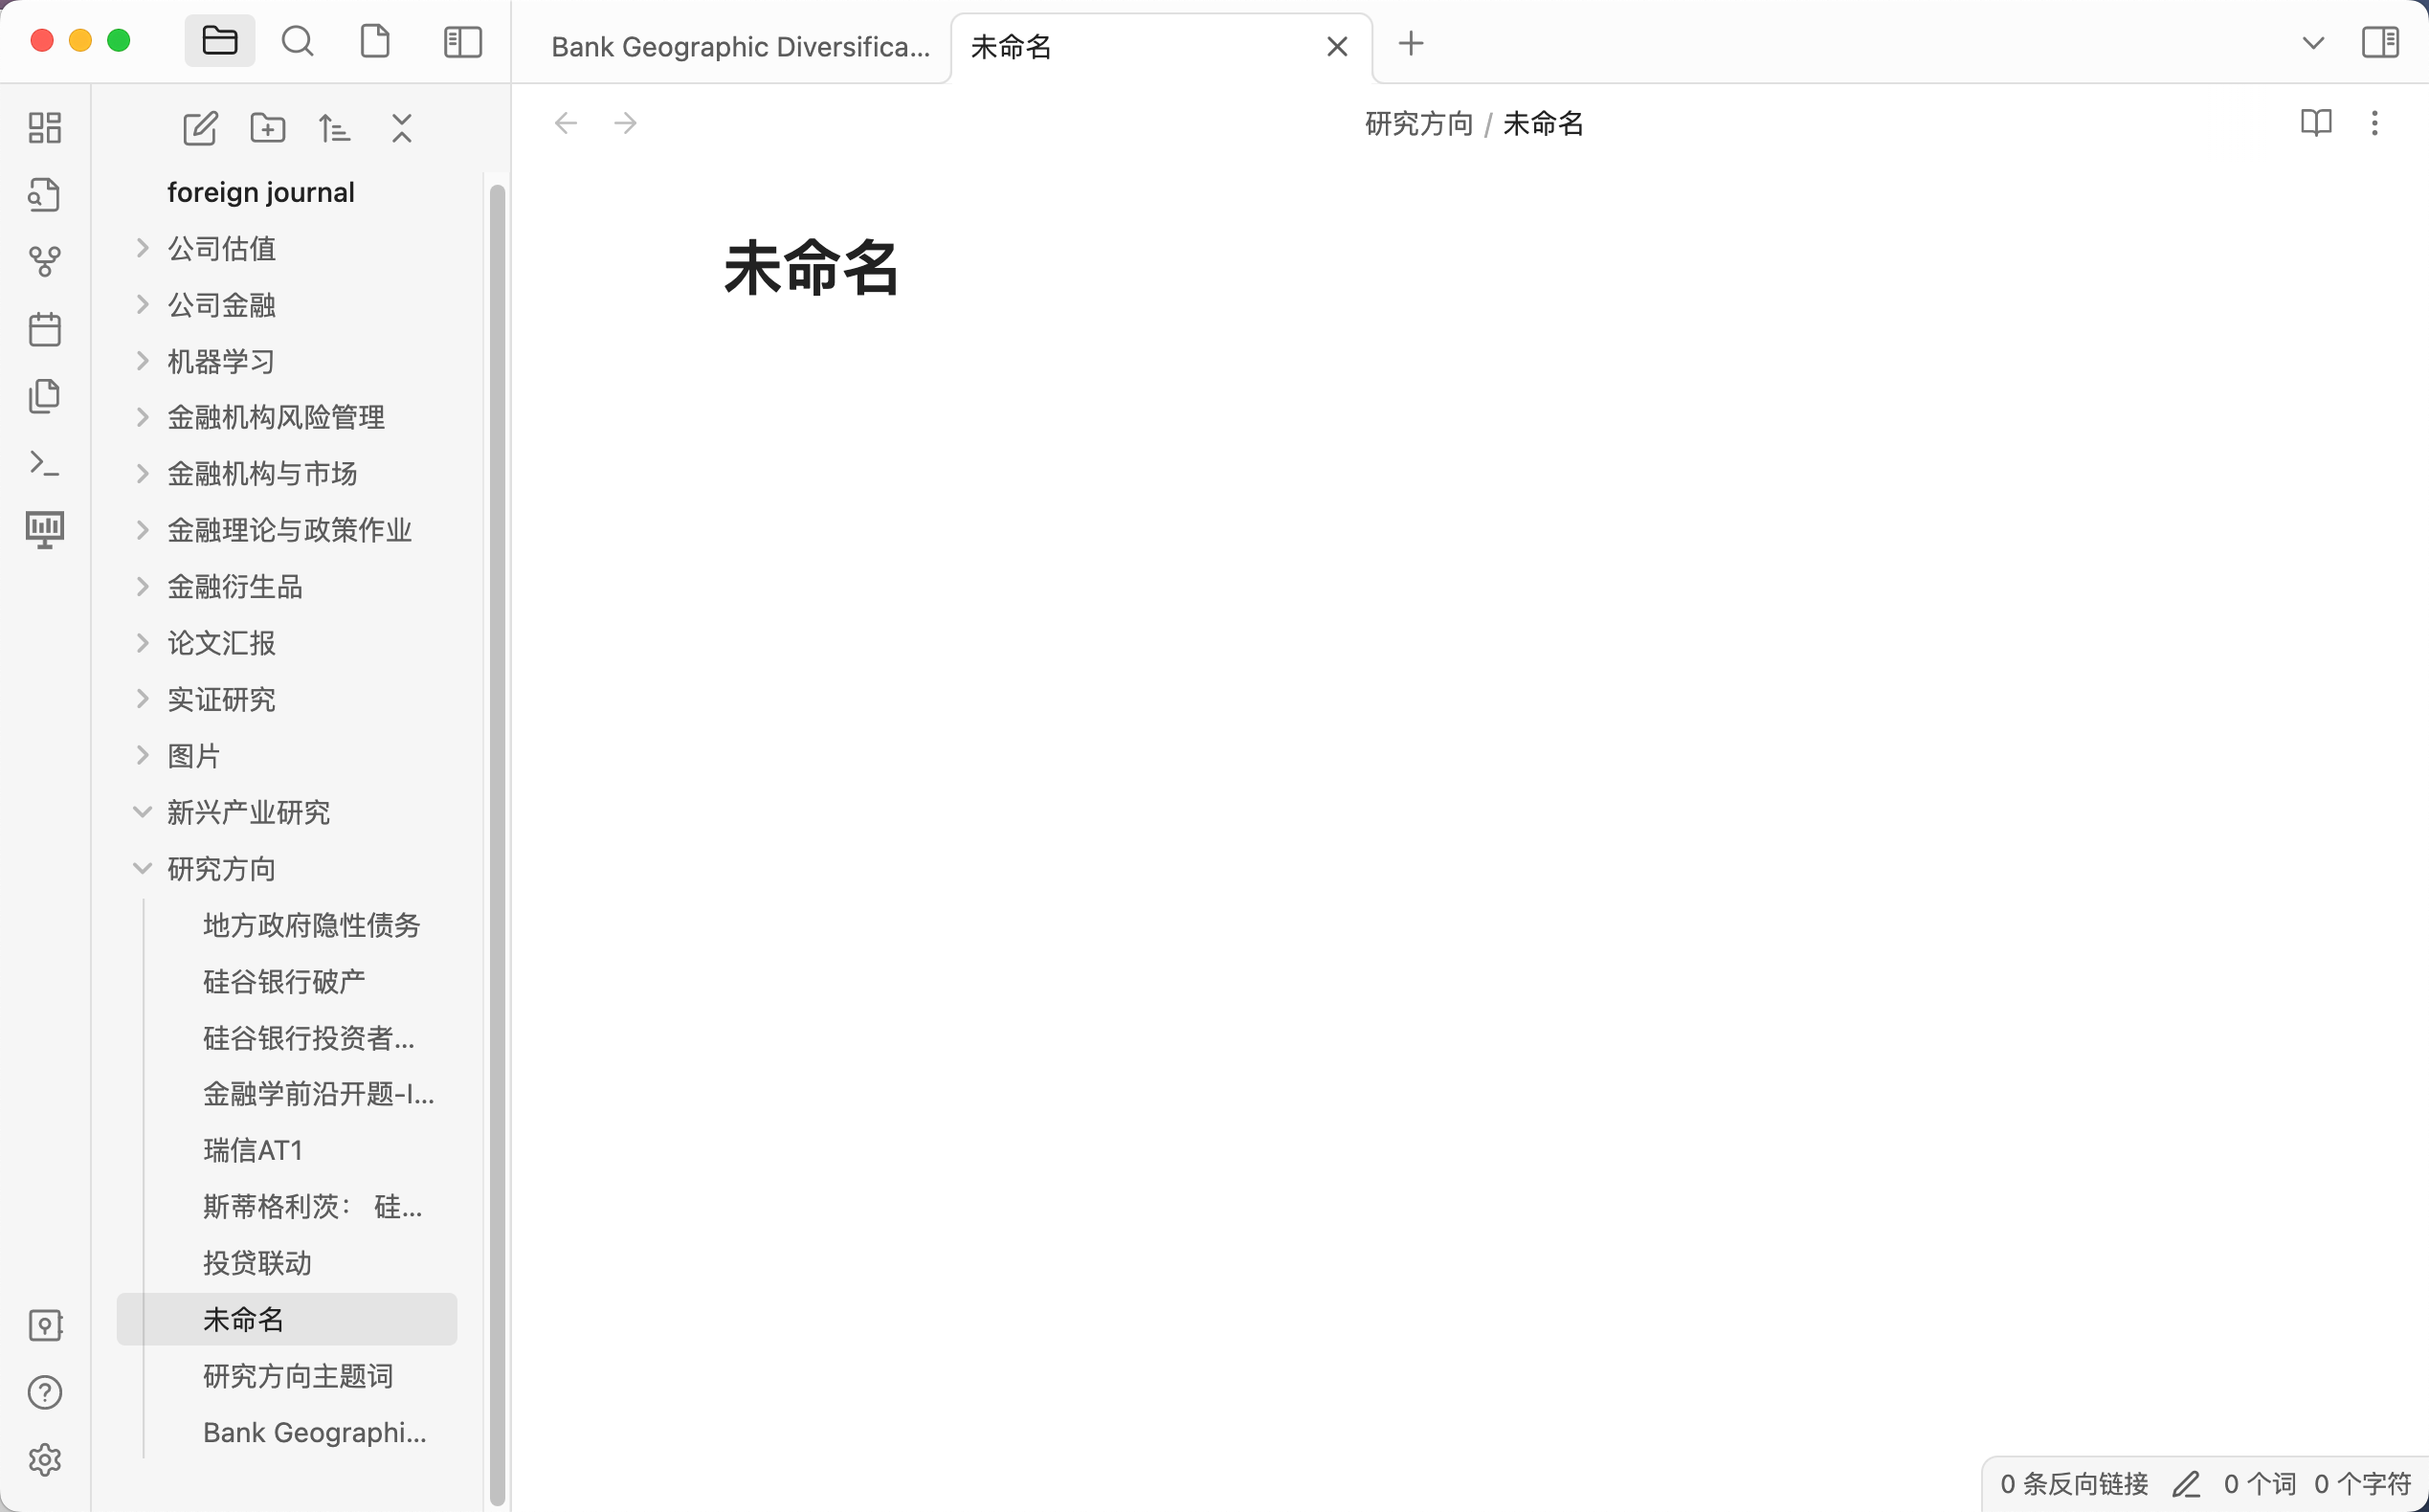 Bank Geographic Diversifica...
未命名
研究方向 / 未命名
foreign journal
公司估值
公司金融
机器学习
金融机构风险管理
金融机构与市场
金融理论与政策作业
金融衍生品
论文汇报
实证研究
图片
新兴产业研究
研究方向
地方政府隐性债务
硅谷银行破产
硅谷银行投资者...
金融学前沿开题-I...
瑞信AT1
斯蒂格利茨： 硅...
投贷联动
未命名
研究方向主题词
Bank Geographi...
未命名
0 条反向链接 0 个词 0 个字符